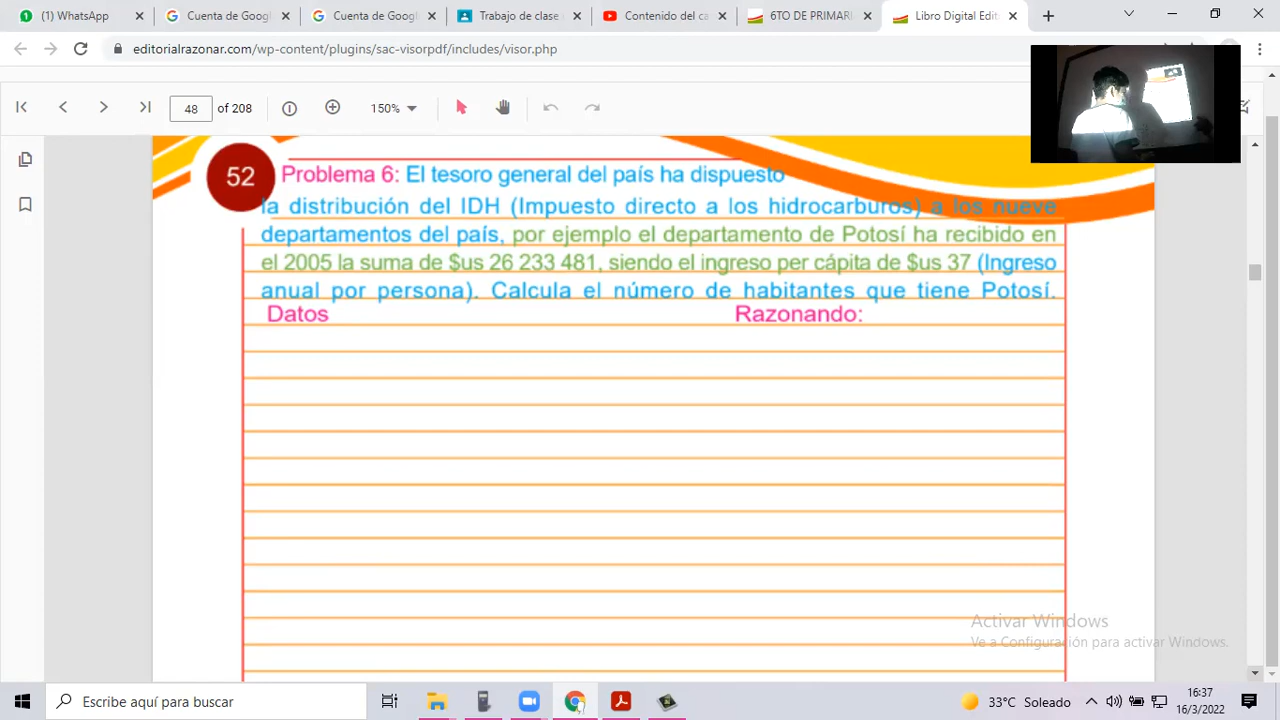 (1) WhatsApp
Cuenta de Googl
Cuenta de Googl
Trabajo de clase
Contenido del ca
6TO DE PRIMARI
Libro Digital Edit
editorialrazonar.com/wp-content/plugins/sac-visorpdf/includes/visor.php
48 of 208 150%
52
Problema 6: El tesoro general del país ha dispuesto
la distribución del IDH (Impuesto directo a los hidrocarburos) a los nueve
departamentos del país, por ejemplo el departamento de Potosí ha recibido en
el 2005 la suma de $us 26 233 481, siendo el ingreso per cápita de $us 37 (Ingreso
anual por persona). Calcula el número de habitantes que tiene Potosí.
Datos Razonando:
Activar Windows
Ve a Configuración para activar Windows.
Escribe aquí para buscar
33°C Soleado
16:37
16/3/2022